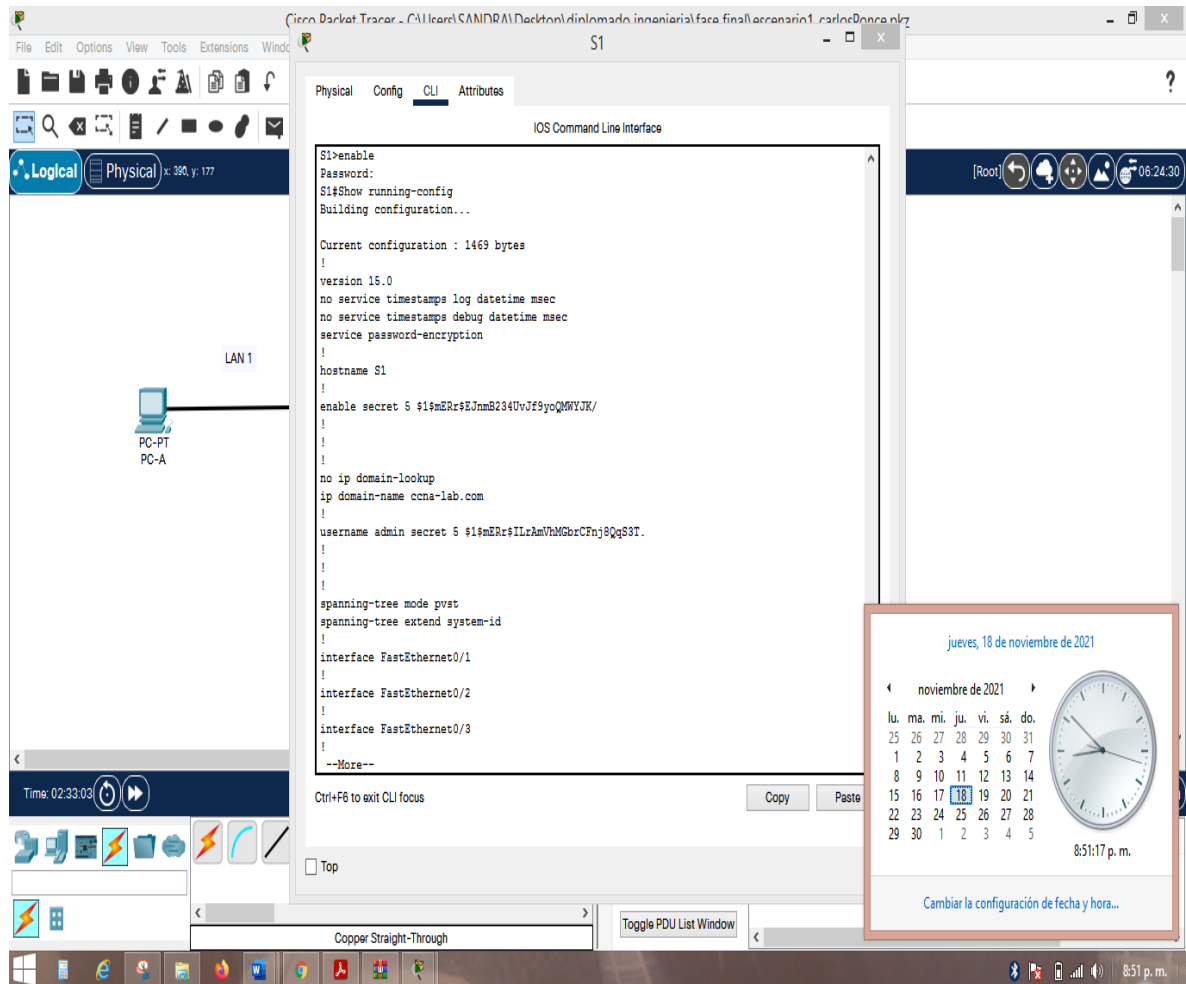 Cisco Packet Tracer - C:\Users\SANDRA\Desktop\diplomado ingenieria\fase final\escenario1_carlosPonce.pkz
File Edit Options View Tools Extensions
S1
Physical Config CLI Attributes
IOS Command Line Interface
Logical
Physical
x: 390, y: 177
[Root]
06:24:30
S1>enable
Password:
S1#Show running-config
Building configuration...
Current configuration : 1469 bytes
!
version 15.0
no service timestamps log datetime msec
no service timestamps debug datetime msec
service password-encryption
!
hostname S1
!
enable secret 5 $1$mERr$EJnmB234UvJf9yoQMWYJK/
!
!
!
no ip domain-lookup
ip domain-name ccna-lab.com
!
username admin secret 5 $1$mERr$ILrAmVhMGbrCFnj8QqS3T.
!
!
!
spanning-tree mode pvst
spanning-tree extend system-id
!
interface FastEthernet0/1
!
interface FastEthernet0/2
!
interface FastEthernet0/3
!
--More--
LAN 1
PC-PT
PC-A
Ctrl+F6 to exit CLI focus
Copy
Paste
Top
Time: 02:33:03
Toggle PDU List Window
Copper Straight-Through
jueves, 18 de noviembre de 2021
noviembre de 2021
lu. ma. mi. ju. vi. sá. do.
25 26 27 28 29 30 31
1 2 3 4 5 6 7
8 9 10 11 12 13 14
15 16 17 18 19 20 21
22 23 24 25 26 27 28
29 30 1 2 3 4 5
8:51:17 p. m.
Cambiar la configuración de fecha y hora...
8:51 p. m.